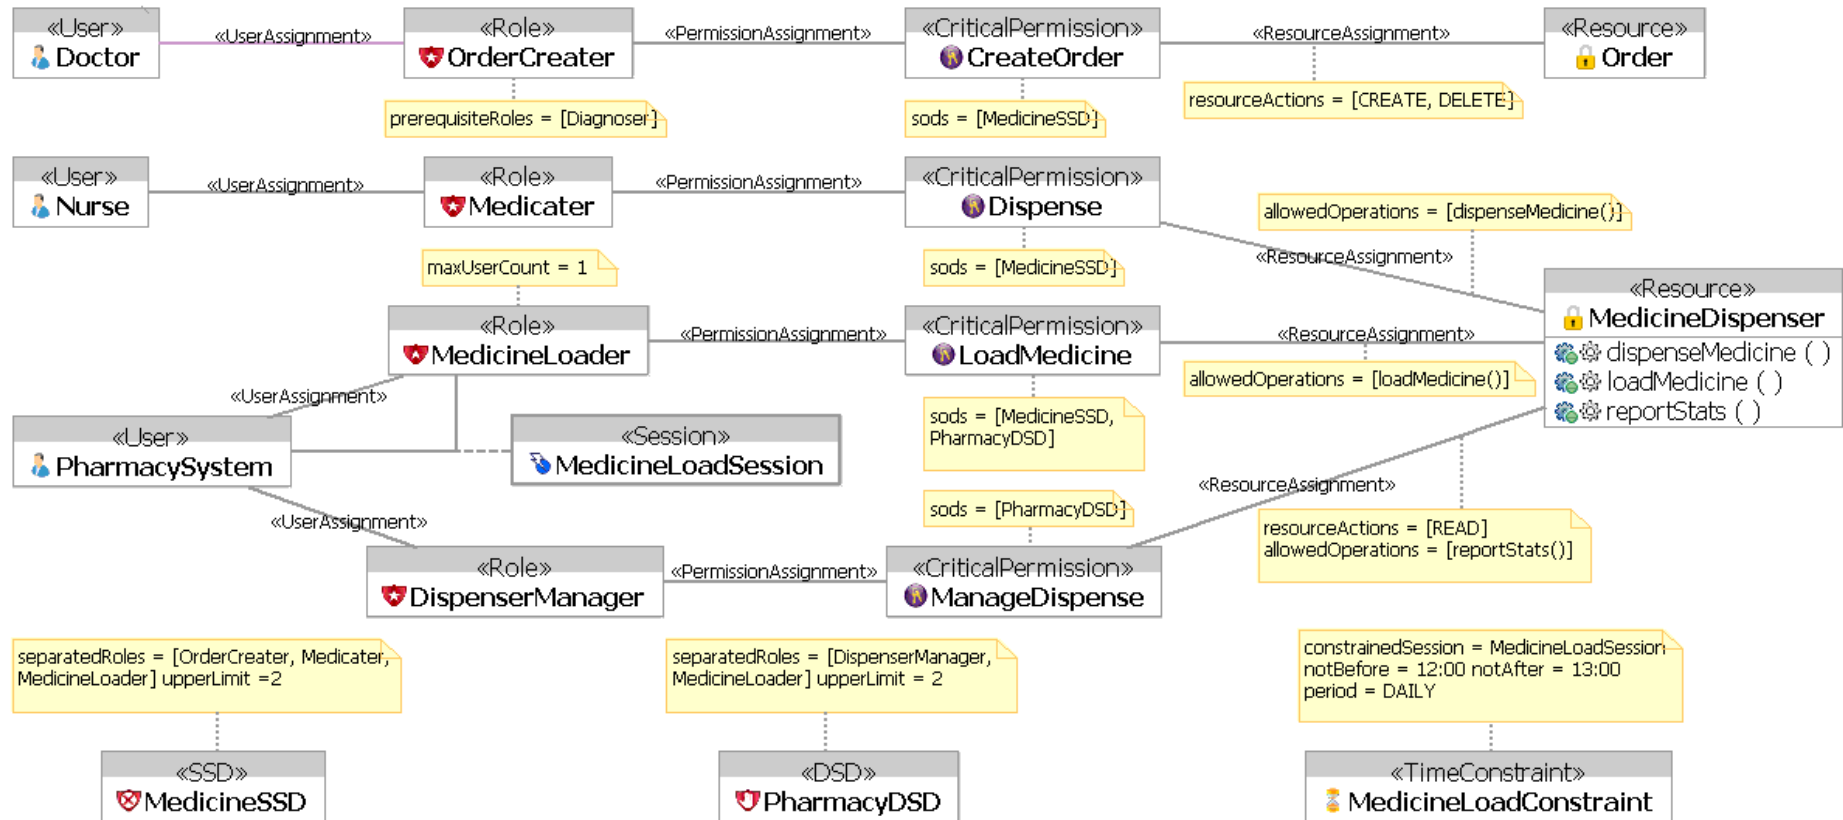 «User»
Doctor
«UserAssignment»
«Role»
OrderCreater
«PermissionAssignment»
«CriticalPermission»
CreateOrder
«ResourceAssignment»
«Resource»
Order
prerequisiteRoles = [Diagnoser]
sods = [MedicineSSD]
resourceActions = [CREATE, DELETE]
«User»
Nurse
«UserAssignment»
«Role»
Medicater
«PermissionAssignment»
«CriticalPermission»
Dispense
allowedOperations = [dispenseMedicine()]
«ResourceAssignment»
maxUserCount = 1
sods = [MedicineSSD]
«Resource»
MedicineDispenser
dispenseMedicine ( )
loadMedicine ( )
reportStats ( )
«Role»
MedicineLoader
«PermissionAssignment»
«CriticalPermission»
LoadMedicine
«ResourceAssignment»
allowedOperations = [loadMedicine()]
«UserAssignment»
sods = [MedicineSSD,
PharmacyDSD]
«User»
PharmacySystem
«Session»
MedicineLoadSession
«ResourceAssignment»
«UserAssignment»
sods = [PharmacyDSD]
resourceActions = [READ]
allowedOperations = [reportStats()]
«Role»
DispenserManager
«PermissionAssignment»
«CriticalPermission»
ManageDispense
separatedRoles = [OrderCreater, Medicater,
MedicineLoader] upperLimit =2
separatedRoles = [DispenserManager,
MedicineLoader] upperLimit = 2
constrainedSession = MedicineLoadSession
notBefore = 12:00 notAfter = 13:00
period = DAILY
«SSD»
MedicineSSD
«DSD»
PharmacyDSD
«TimeConstraint»
MedicineLoadConstraint